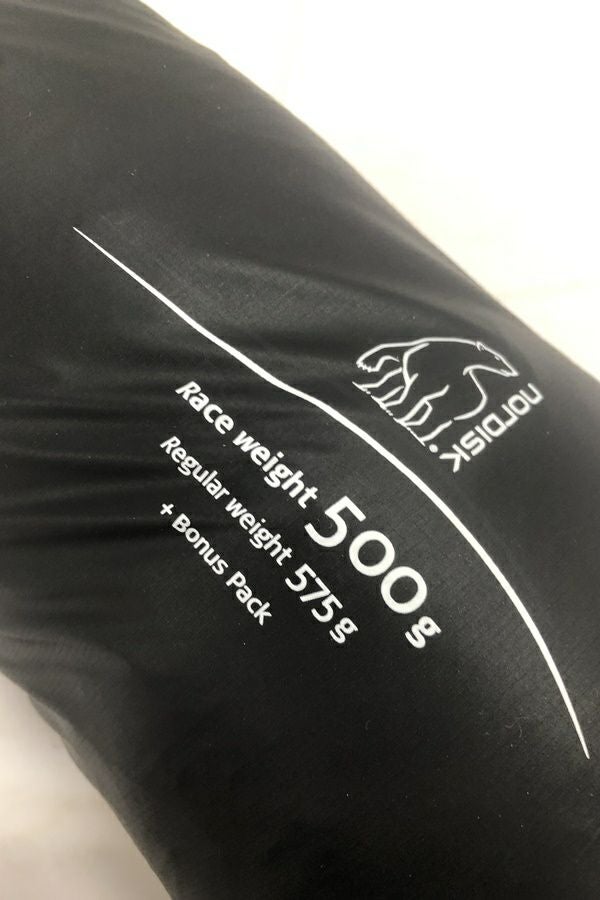 NORDISK
Race weight 500 g
Regular weight 575 g
+ Bonus Pack